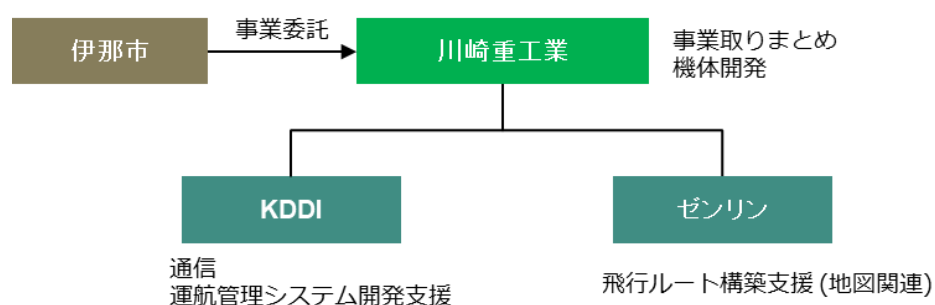 伊那市
事業委託
川崎重工業
事業取りまとめ
機体開発
KDDI
ゼンリン
通信
運航管理システム開発支援
飛行ルート構築支援 (地図関連)